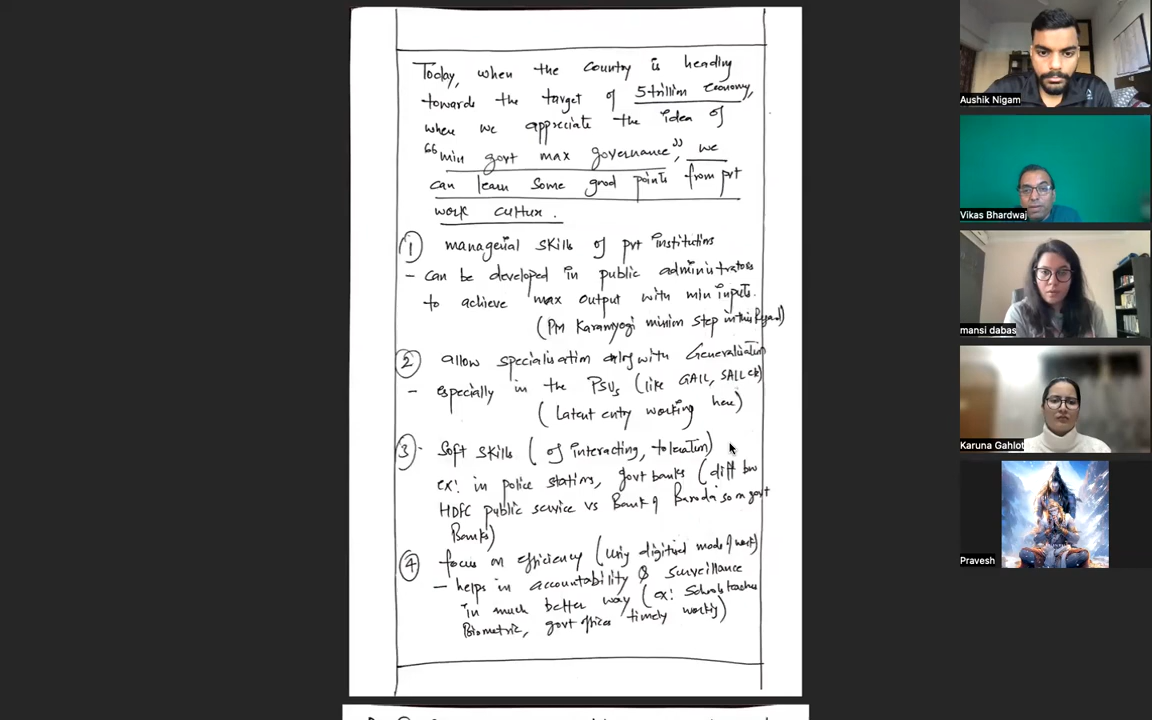 Today, when the Country is heading
towards the target of 5 trillion economy,
when we appreciate the idea of
"min govt max governance", we
can learn some good points from pvt
work culture.
① managerial skills of pvt institutions
- can be developed in public administrators
to achieve max output with min inputs.
(PM Karamyogi mission step in this regard)
② allow specialisation along with Generalisation
- especially in the PSUs (like GAIL, SAIL etc)
(Latent entry working here)
③ - Soft skills ( of interacting, toleration)
ex: in police stations, govt banks (diff bw
HDFC public service vs Bank of Baroda so on govt
Banks)
④ focus on efficiency (using digitised mode of work)
- helps in accountability & surveillance
in much better way (ex: Schools teacher
Biometric, govt office timely working)
Aushik Nigam
Vikas Bhardwaj
mansi dabas
Karuna Gahlot
Pravesh